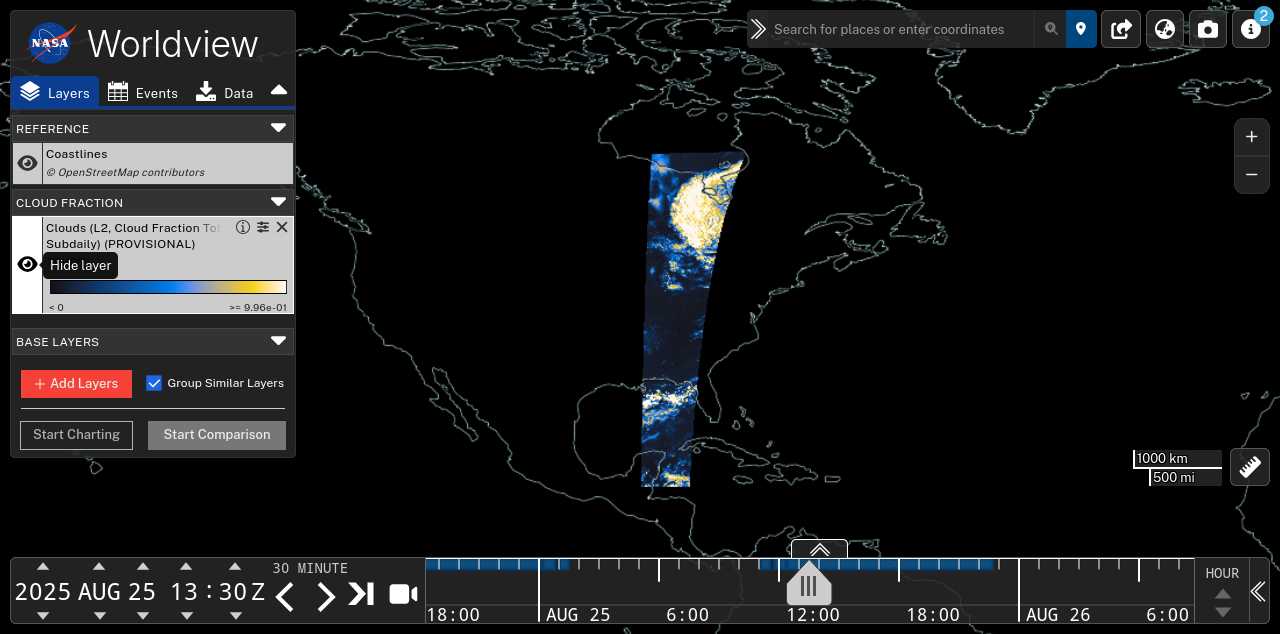 NASA Worldview
Search for places or enter coordinates
2
Layers Events Data
REFERENCE
Coastlines
© OpenStreetMap contributors
CLOUD FRACTION
Clouds (L2, Cloud Fraction To
Subdaily) (PROVISIONAL)
Hide layer
< 0 >= 9.96e-01
BASE LAYERS
+ Add Layers Group Similar Layers
Start Charting Start Comparison
1000 km
500 mi
30 MINUTE
2025 AUG 25 13 : 30 Z
18:00 AUG 25 6:00 12:00 18:00 AUG 26 6:00
HOUR